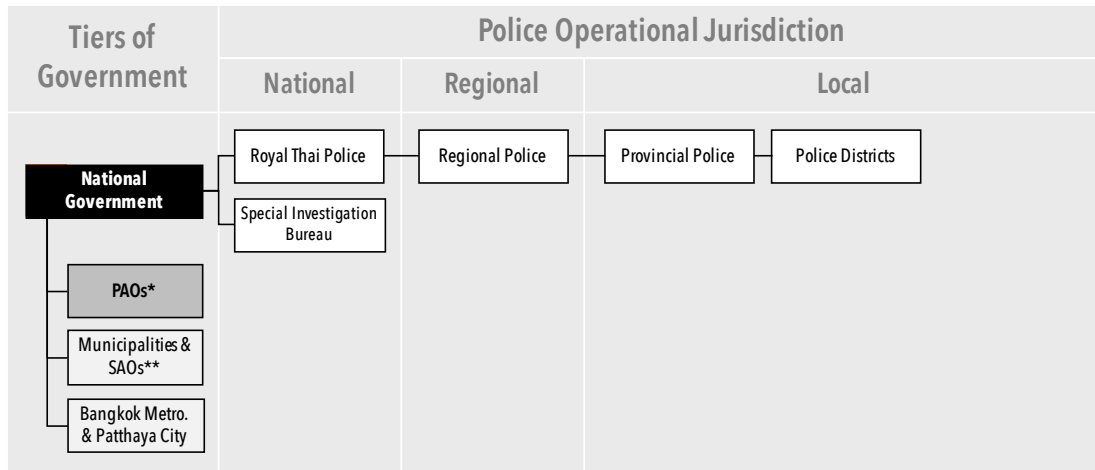 Tiers of
Government
Police Operational Jurisdiction
National
Regional
Local
National
Government
Royal Thai Police
Regional Police
Provincial Police
Police Districts
Special Investigation
Bureau
PAOs*
Municipalities &
SAOs**
Bangkok Metro.
& Patthaya City